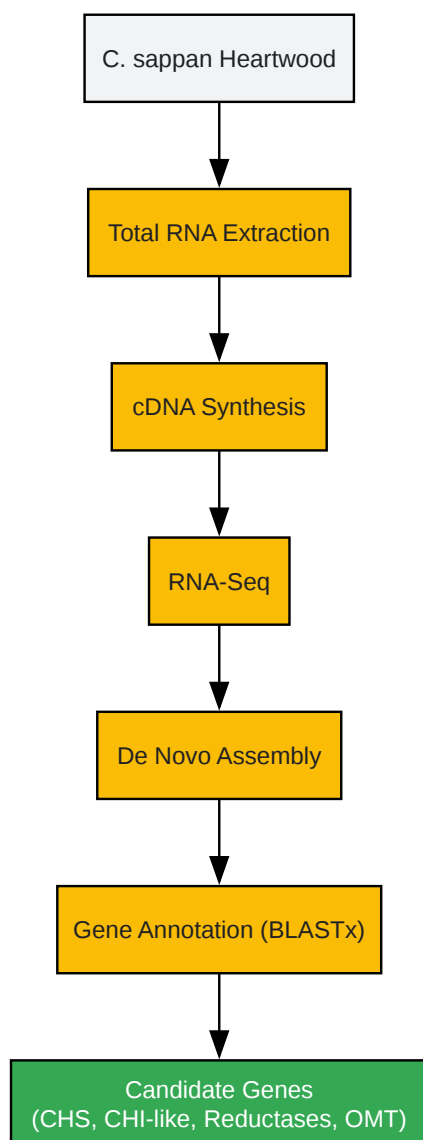 C. sappan Heartwood
Total RNA Extraction
cDNA Synthesis
RNA-Seq
De Novo Assembly
Gene Annotation (BLASTx)
Candidate Genes
(CHS, CHI-like, Reductases, OMT)